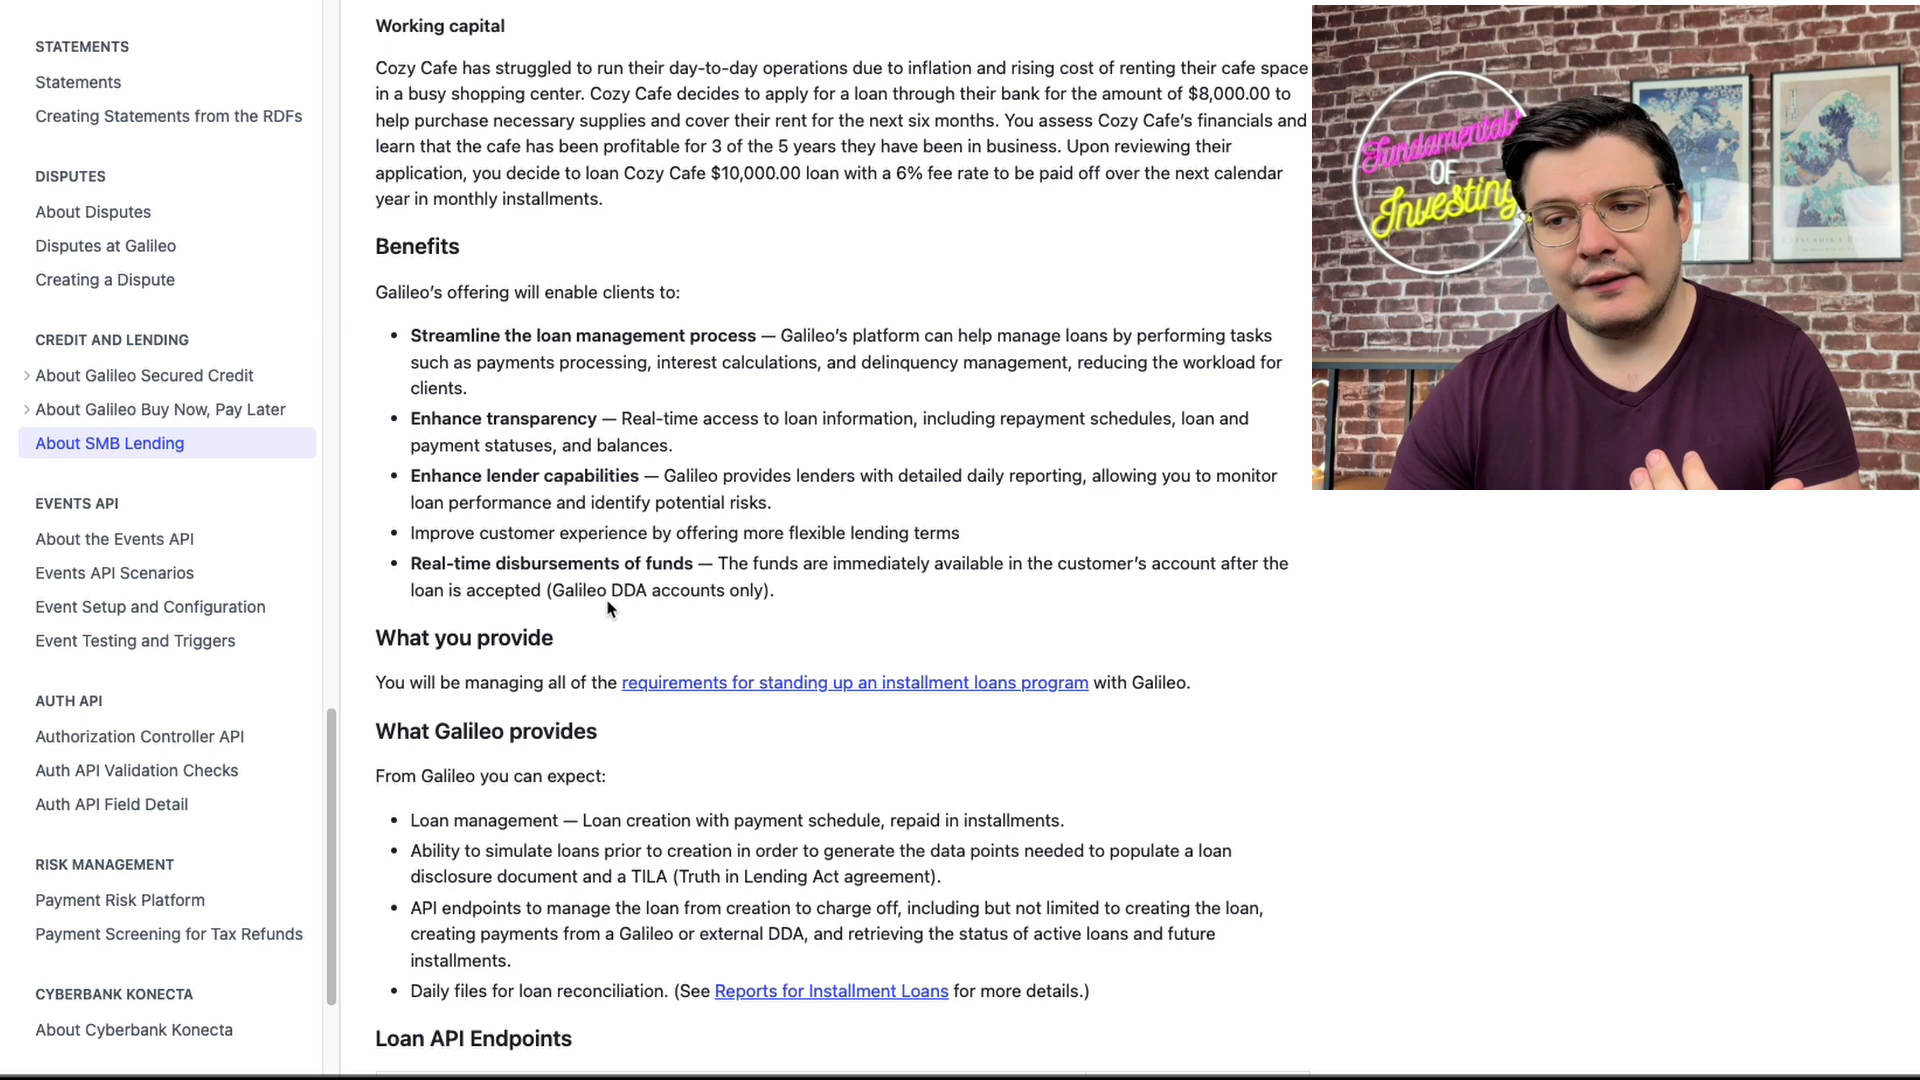 STATEMENTS
Statements
Creating Statements from the RDFs
DISPUTES
About Disputes
Disputes at Galileo
Creating a Dispute
CREDIT AND LENDING
About Galileo Secured Credit
About Galileo Buy Now, Pay Later
About SMB Lending
EVENTS API
About the Events API
Events API Scenarios
Event Setup and Configuration
Event Testing and Triggers
AUTH API
Authorization Controller API
Auth API Validation Checks
Auth API Field Detail
RISK MANAGEMENT
Payment Risk Platform
Payment Screening for Tax Refunds
CYBERBANK KONECTA
About Cyberbank Konecta
Working capital
Cozy Cafe has struggled to run their day-to-day operations due to inflation and rising cost of renting their cafe space
in a busy shopping center. Cozy Cafe decides to apply for a loan through their bank for the amount of $8,000.00 to
help purchase necessary supplies and cover their rent for the next six months. You assess Cozy Cafe’s financials and
learn that the cafe has been profitable for 3 of the 5 years they have been in business. Upon reviewing their
application, you decide to loan Cozy Cafe $10,000.00 loan with a 6% fee rate to be paid off over the next calendar
year in monthly installments.
Benefits
Galileo’s offering will enable clients to:
• Streamline the loan management process — Galileo’s platform can help manage loans by performing tasks
such as payments processing, interest calculations, and delinquency management, reducing the workload for
clients.
• Enhance transparency — Real-time access to loan information, including repayment schedules, loan and
payment statuses, and balances.
• Enhance lender capabilities — Galileo provides lenders with detailed daily reporting, allowing you to monitor
loan performance and identify potential risks.
• Improve customer experience by offering more flexible lending terms
• Real-time disbursements of funds — The funds are immediately available in the customer’s account after the
loan is accepted (Galileo DDA accounts only).
What you provide
You will be managing all of the requirements for standing up an installment loans program with Galileo.
What Galileo provides
From Galileo you can expect:
• Loan management — Loan creation with payment schedule, repaid in installments.
• Ability to simulate loans prior to creation in order to generate the data points needed to populate a loan
disclosure document and a TILA (Truth in Lending Act agreement).
• API endpoints to manage the loan from creation to charge off, including but not limited to creating the loan,
creating payments from a Galileo or external DDA, and retrieving the status of active loans and future
installments.
• Daily files for loan reconciliation. (See Reports for Installment Loans for more details.)
Loan API Endpoints
Fundamentals
OF
Investing